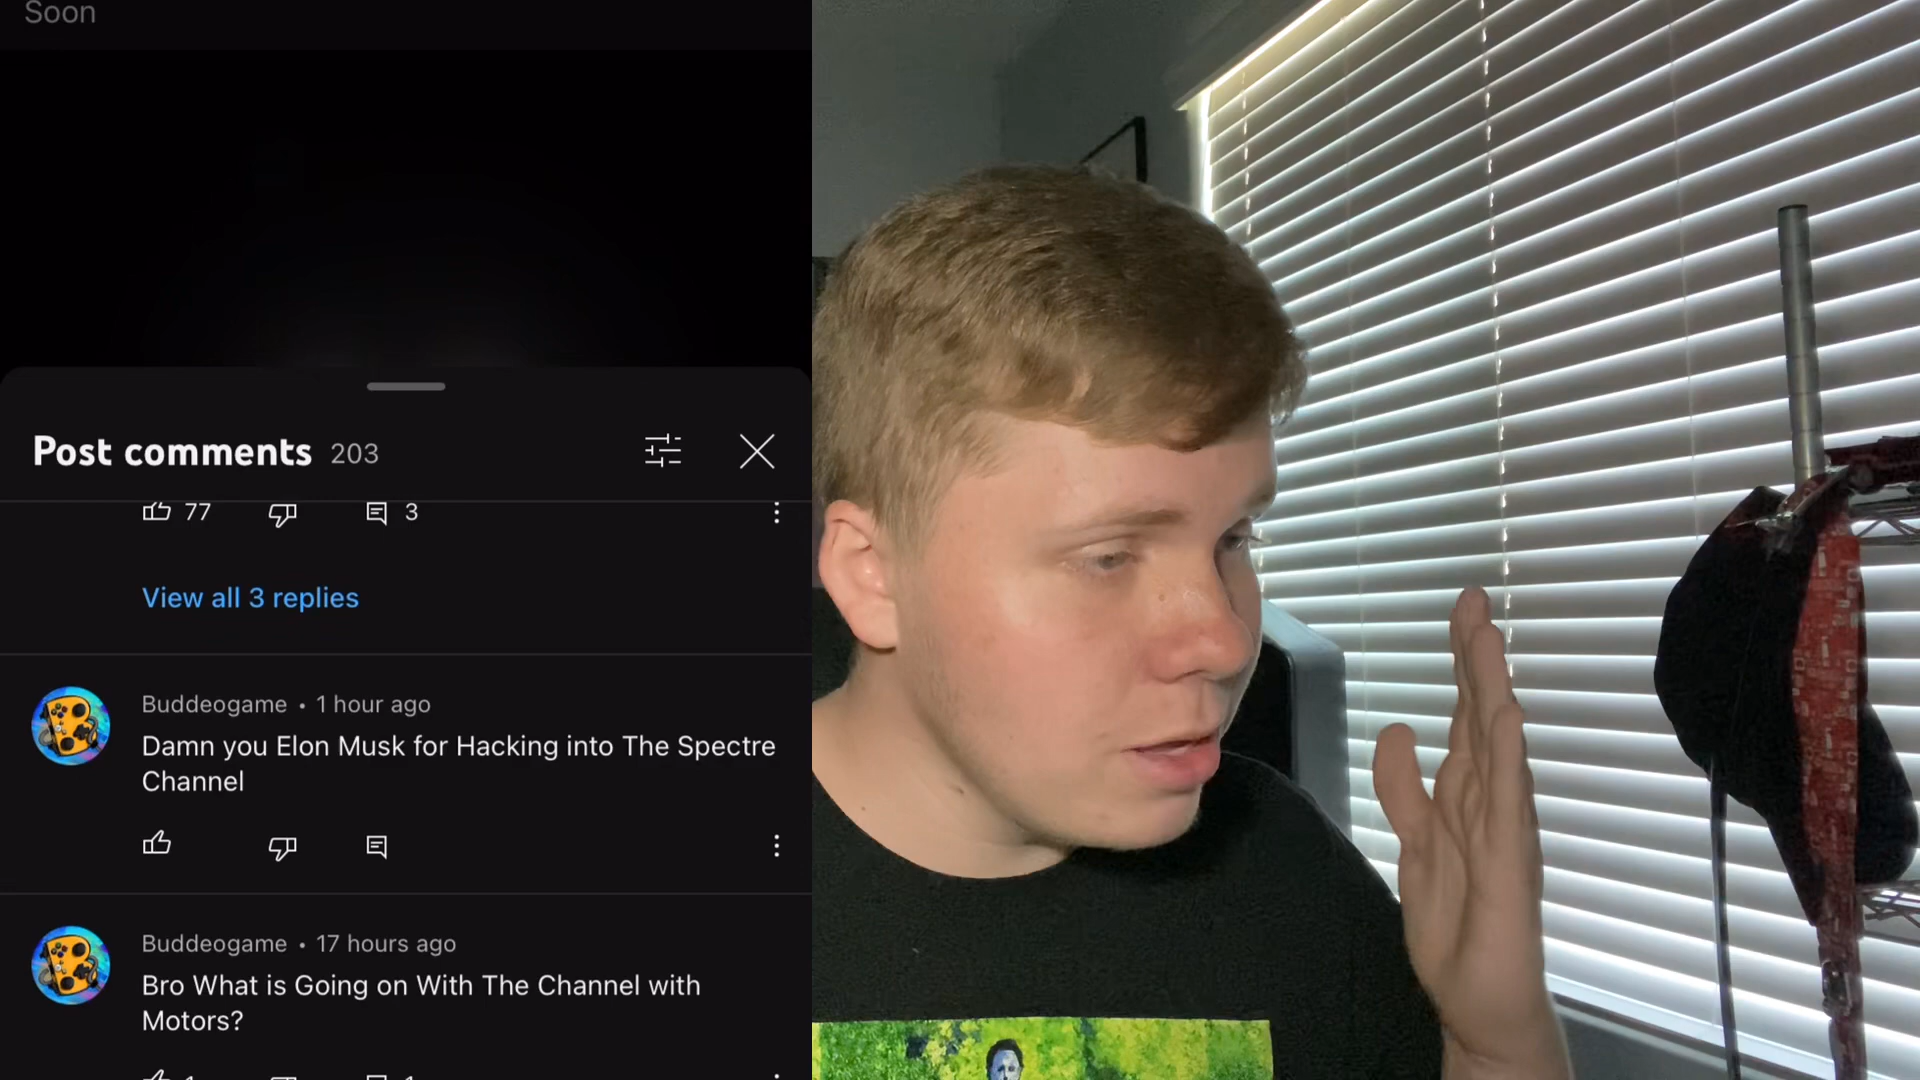 Soon
Post comments 203
77 3
View all 3 replies
Buddeogame • 1 hour ago
Damn you Elon Musk for Hacking into The Spectre
Channel
Buddeogame • 17 hours ago
Bro What is Going on With The Channel with
Motors?